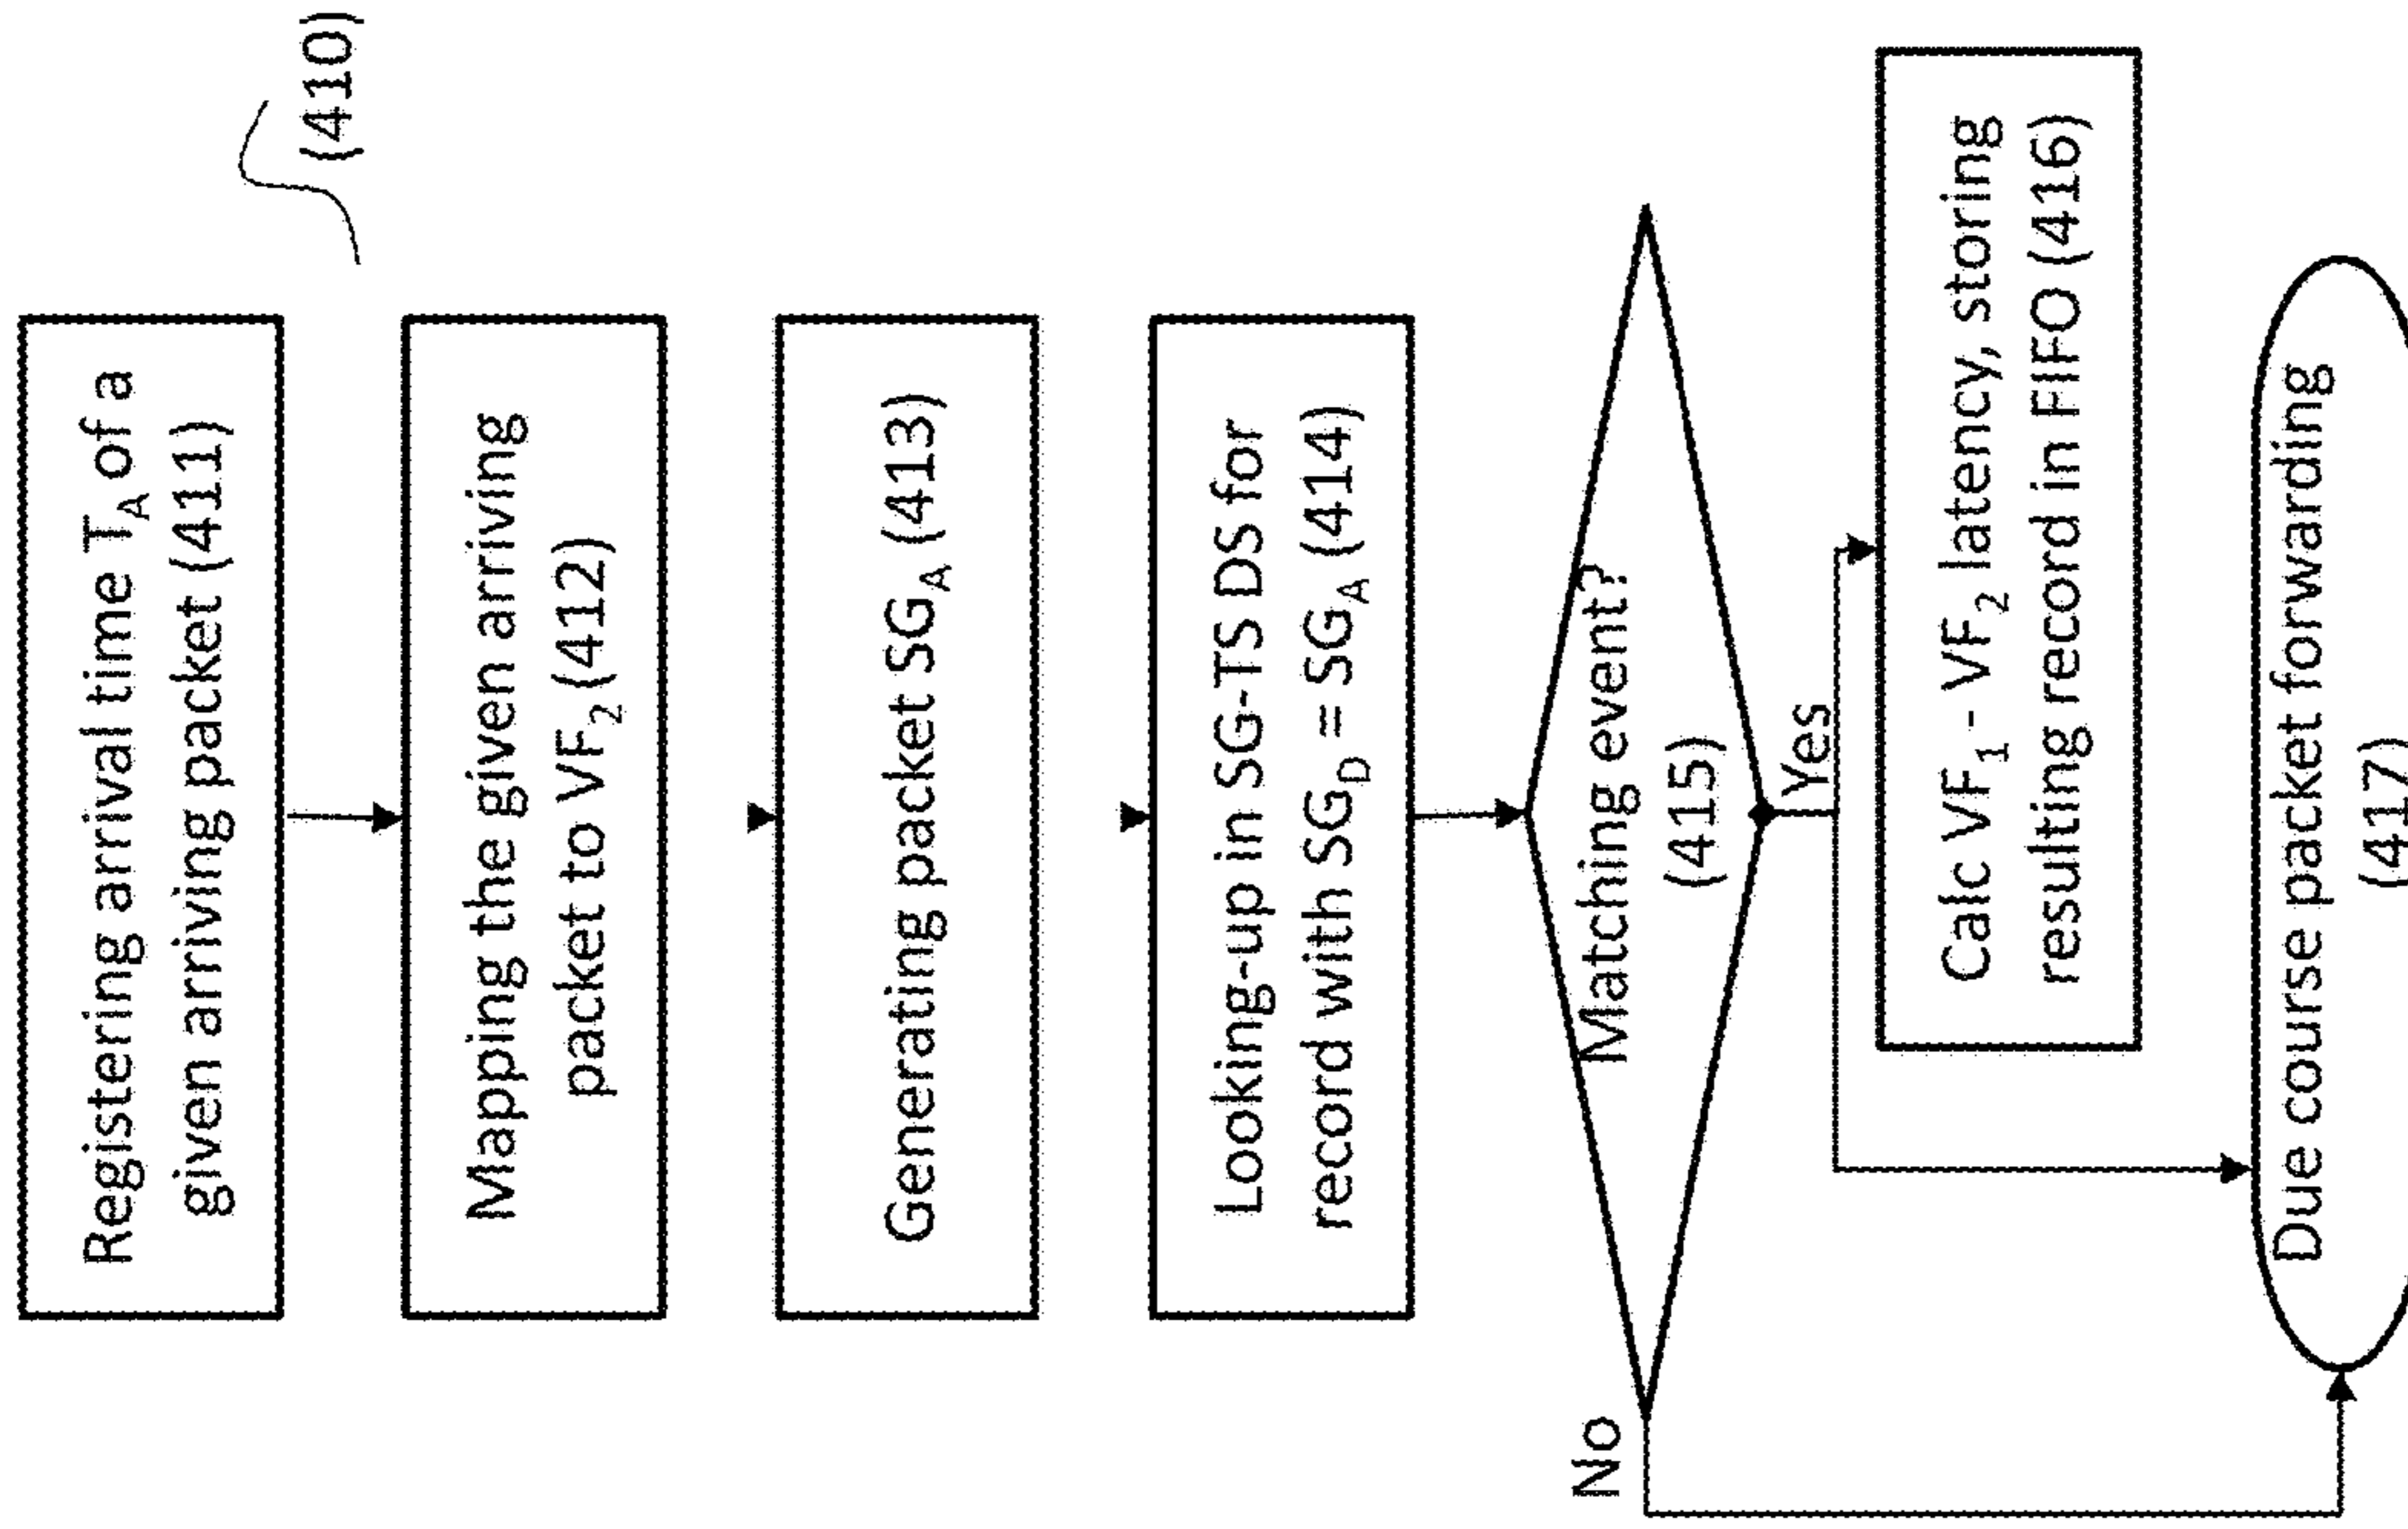 (410)
Registering arrival time T_A of a
given arriving packet (411)
Mapping the given arriving
packet to VF_2 (412)
Generating packet SG_A (413)
Looking-up in SG-TS DS for
record with SG_D = SG_A (414)
Matching event?
(415)
No
Yes
Calc VF_1 - VF_2 latency, storing
resulting record in FIFO (416)
Due course packet forwarding
(417)